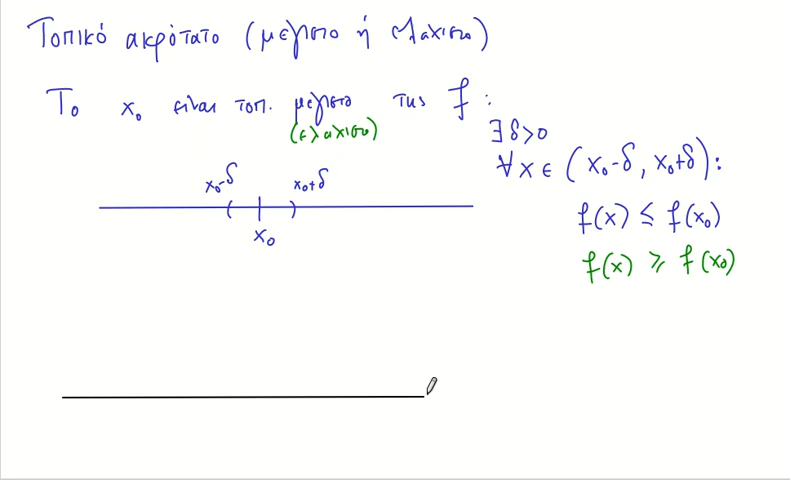 Τοπικό ακρότατο (μέγιστο ή ελάχιστο)
Το x₀ είναι τοπ. μέγιστο της f :
(ελάχιστο)
∃ δ>0
∀ x ∈ (x₀-δ, x₀+δ):
x₀-δ x₀+δ
f(x) ≤ f(x₀)
x₀
f(x) ≥ f(x₀)